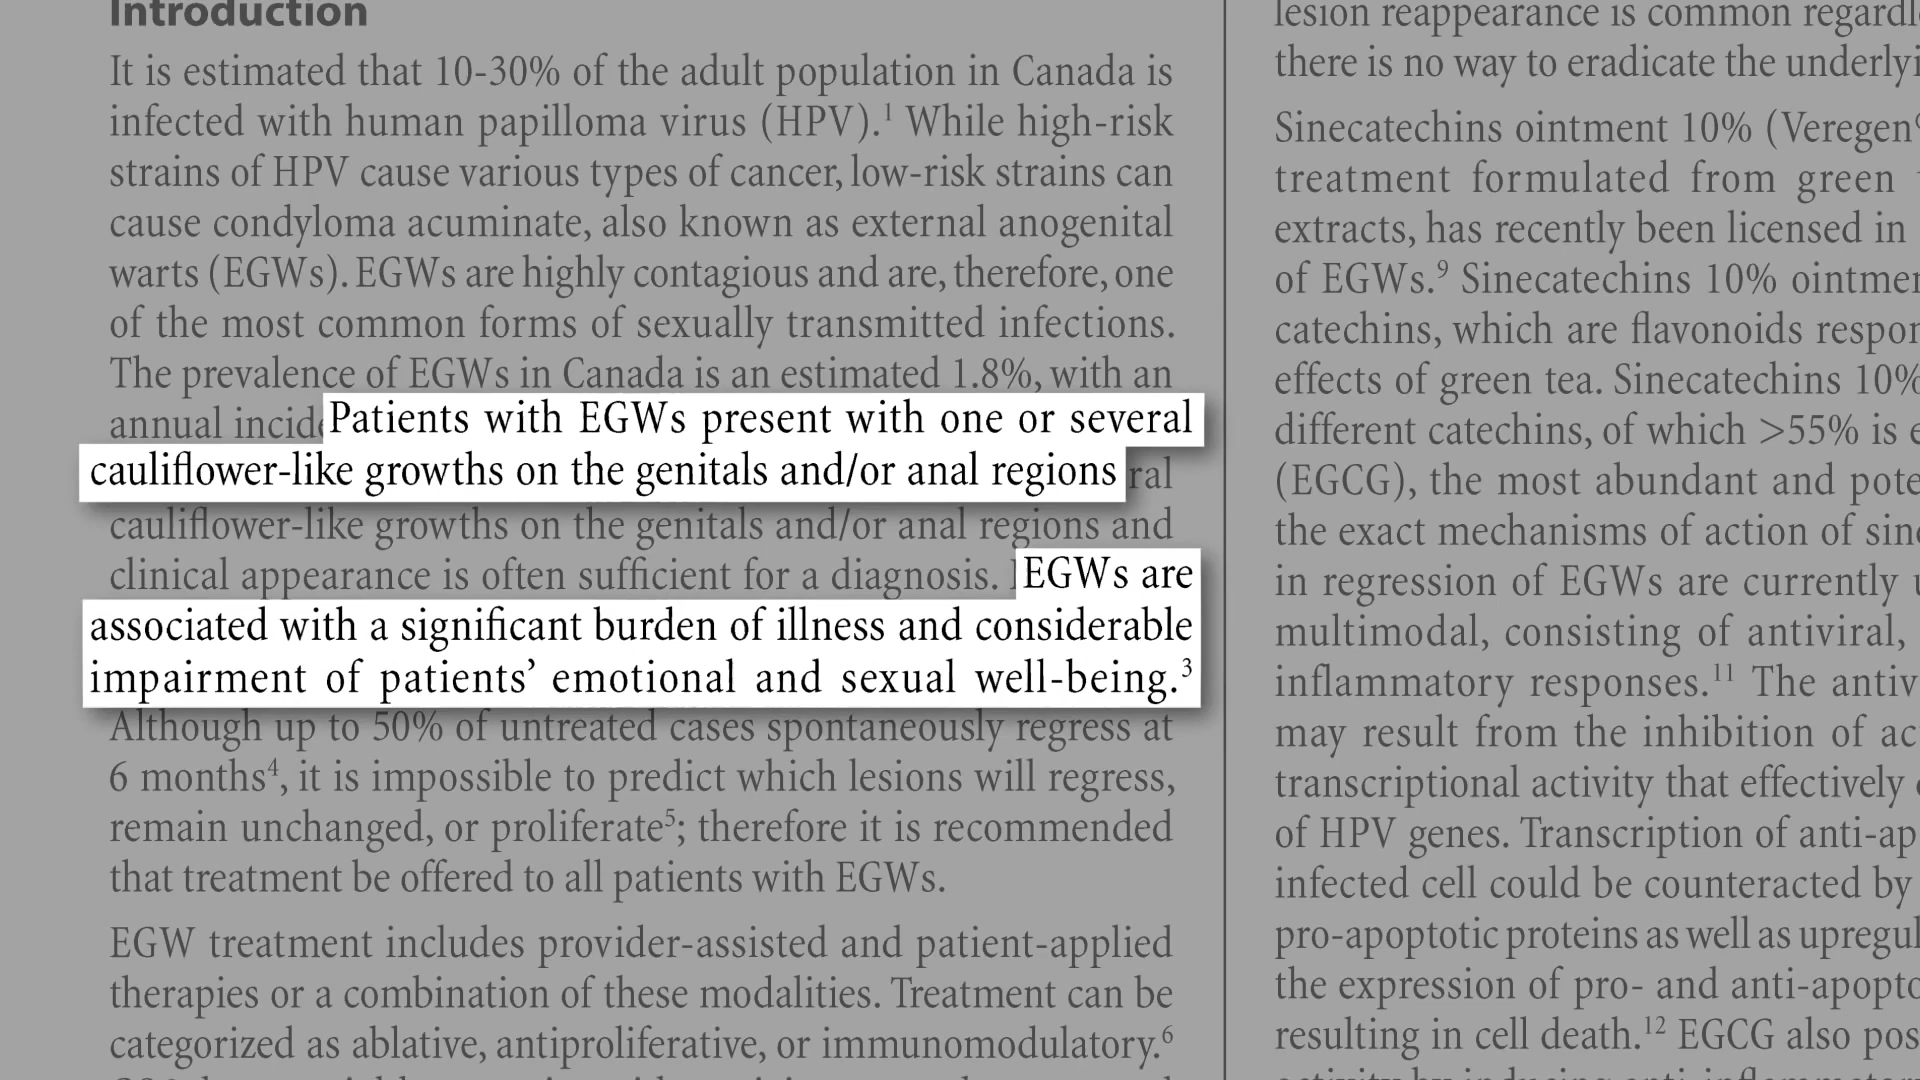 Introduction
It is estimated that 10-30% of the adult population in Canada is
infected with human papilloma virus (HPV).¹ While high-risk
strains of HPV cause various types of cancer, low-risk strains can
cause condyloma acuminate, also known as external anogenital
warts (EGWs). EGWs are highly contagious and are, therefore, one
of the most common forms of sexually transmitted infections.
The prevalence of EGWs in Canada is an estimated 1.8%, with an
annual
Patients with EGWs present with one or several
cauliflower-like growths on the genitals and/or anal regions
cauliflower-like growths on the genitals and/or anal regions and
clinical appearance is often sufficient for a diagnosis.
EGWs are
associated with a significant burden of illness and considerable
impairment of patients’ emotional and sexual well-being.³
Although up to 50% of untreated cases spontaneously regress at
6 months⁴, it is impossible to predict which lesions will regress,
remain unchanged, or proliferate⁵; therefore it is recommended
that treatment be offered to all patients with EGWs.
EGW treatment includes provider-assisted and patient-applied
therapies or a combination of these modalities. Treatment can be
categorized as ablative, antiproliferative, or immunomodulatory.⁶
lesion reappearance is common
there is no way to eradicate the
Sinecatechins ointment 10% (Veregen
treatment formulated from green
extracts, has recently been licensed in
of EGWs.⁹ Sinecatechins 10%
catechins, which are flavonoids
effects of green tea. Sinecatechins 10%
different catechins, of which >55% is
(EGCG), the most abundant and
the exact mechanisms of action of
in regression of EGWs are currently
multimodal, consisting of antiviral,
inflammatory responses.¹¹ The
may result from the inhibition of
transcriptional activity that effectively
of HPV genes. Transcription of
infected cell could be counteracted by
pro-apoptotic proteins as well as
the expression of pro- and
resulting in cell death.¹² EGCG also